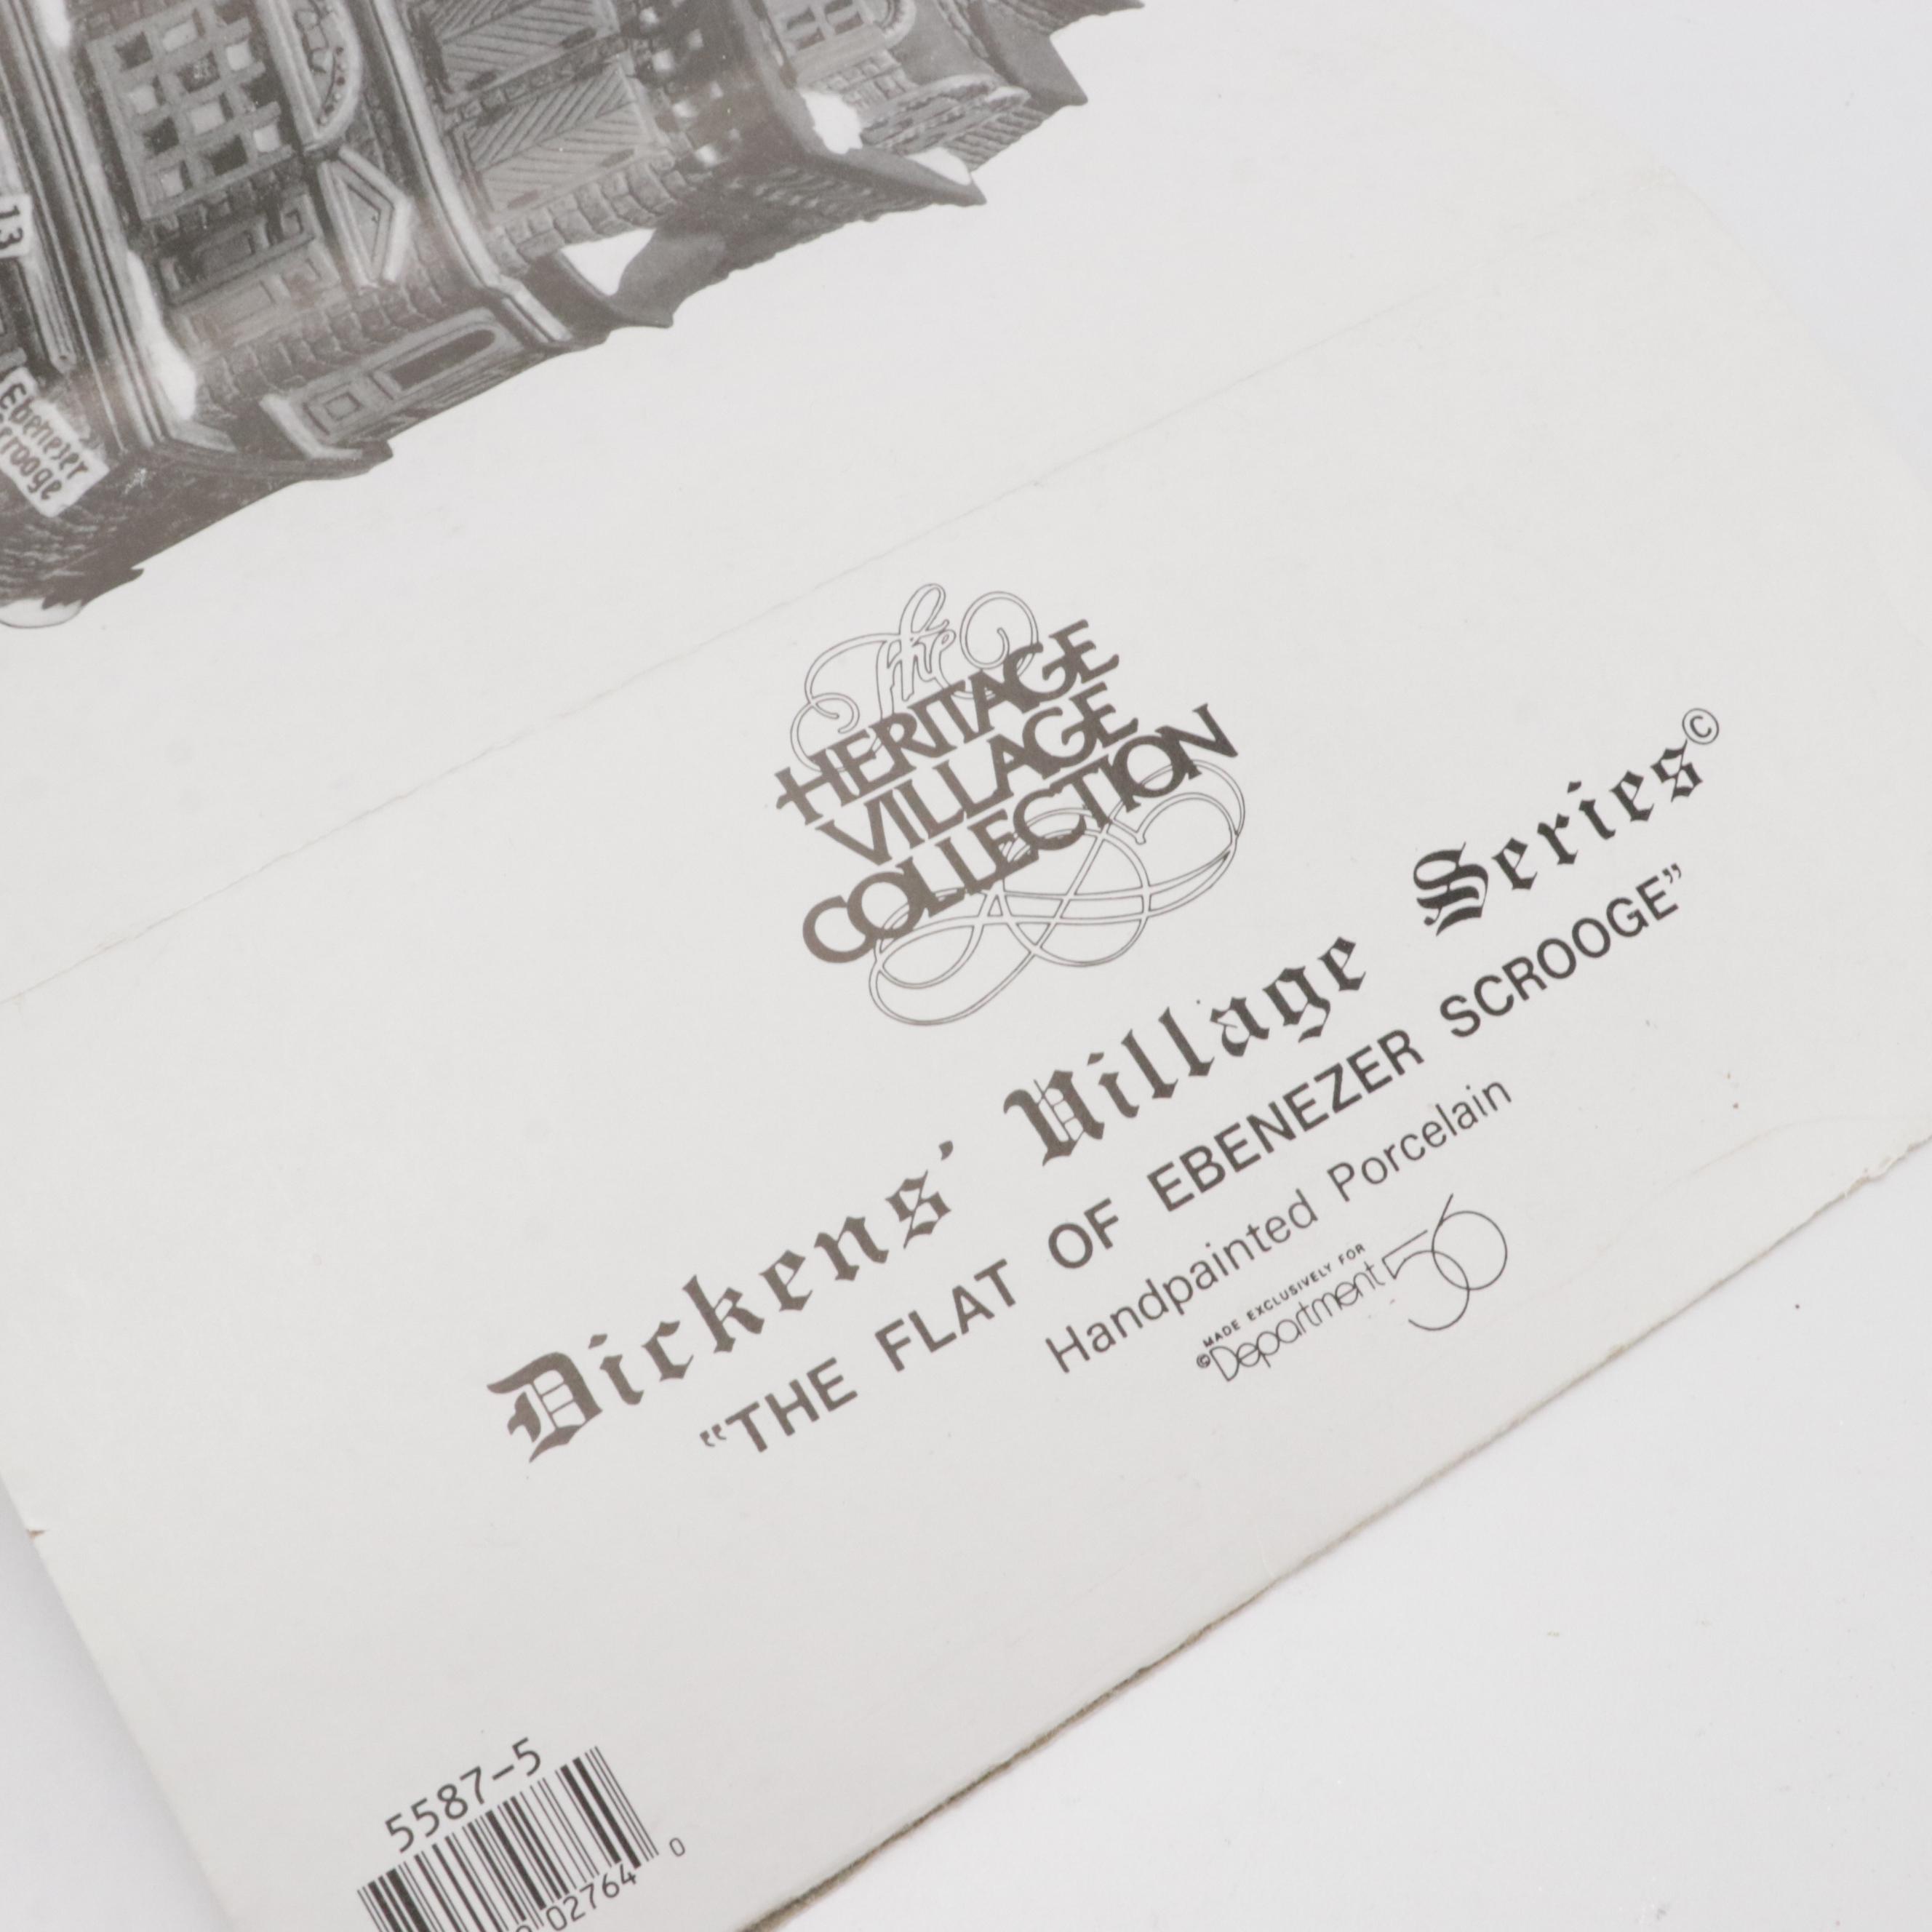 13
Ebenezer
The
HERITAGE
VILLAGE
COLLECTION
Dickens' Village Series©
"THE FLAT OF EBENEZER SCROOGE"
Handpainted Porcelain
MADE EXCLUSIVELY FOR
©Department 56
5587-5
02764 0